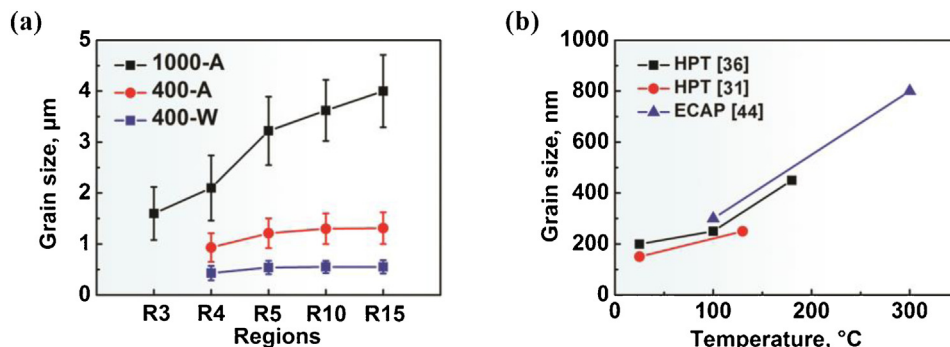 (a)
5
4
3
2
1
0
Grain size, μm
1000-A
400-A
400-W
R3 R4 R5 R10 R15
Regions
(b)
1000
800
600
400
200
0
Grain size, nm
HPT [36]
HPT [31]
ECAP [44]
0 100 200 300
Temperature, °C